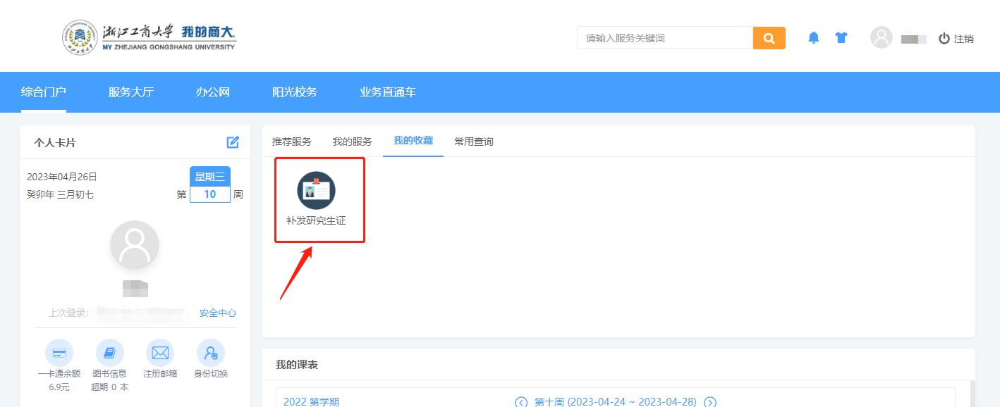 浙江工商大学 我的商大
MY ZHEJIANG GONGSHANG UNIVERSITY
请输入服务关键词
注销
综合门户 服务大厅 办公网 阳光校务 业务直通车
个人卡片
2023年04月26日
星期三
癸卯年 三月初七
第 10 周
上次登录:
安全中心
一卡通余额
6.9元
图书信息
超期 0 本
注册邮箱
身份切换
推荐服务 我的服务 我的收藏 常用查询
补发研究生证
我的课表
2022 第学期
第十周 (2023-04-24 ~ 2023-04-28)